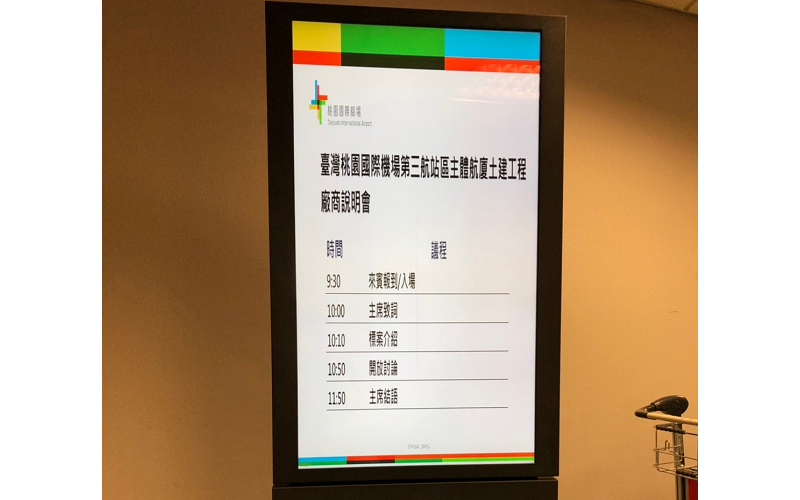 桃園國際機場
Taoyuan International Airport
臺灣桃園國際機場第三航站區主體航廈土建工程
廠商說明會
時間 議程
9:30 來賓報到/入場
10:00 主席致詞
10:10 標案介紹
10:50 開放討論
11:50 主席結語